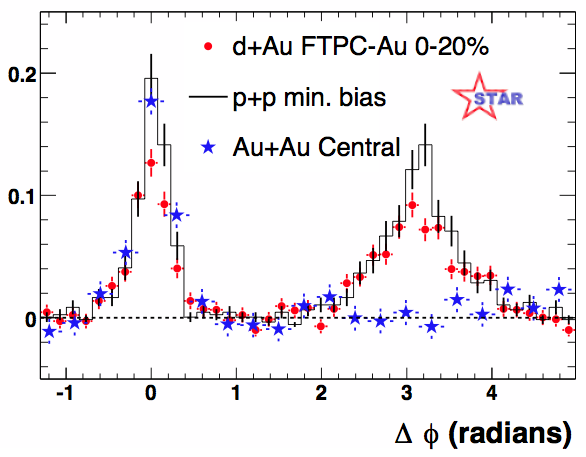 d+Au FTPC-Au 0-20%
p+p min. bias
Au+Au Central
STAR
0.2
0.1
0
-1 0 1 2 3 4
Δ ϕ (radians)